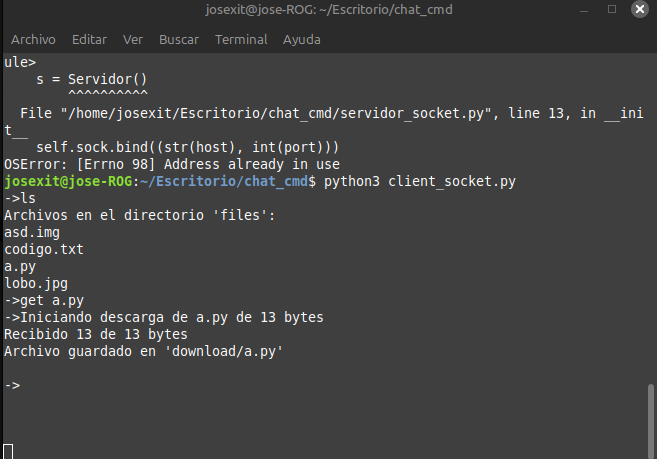 josexit@jose-ROG: ~/Escritorio/chat_cmd
Archivo Editar Ver Buscar Terminal Ayuda
ule>
    s = Servidor()
        ^^^^^^^^^^
  File "/home/josexit/Escritorio/chat_cmd/servidor_socket.py", line 13, in __ini
t__
    self.sock.bind((str(host), int(port)))
OSError: [Errno 98] Address already in use
josexit@jose-ROG:~/Escritorio/chat_cmd$ python3 client_socket.py
->ls
Archivos en el directorio 'files':
asd.img
codigo.txt
a.py
lobo.jpg
->get a.py
->Iniciando descarga de a.py de 13 bytes
Recibido 13 de 13 bytes
Archivo guardado en 'download/a.py'
->